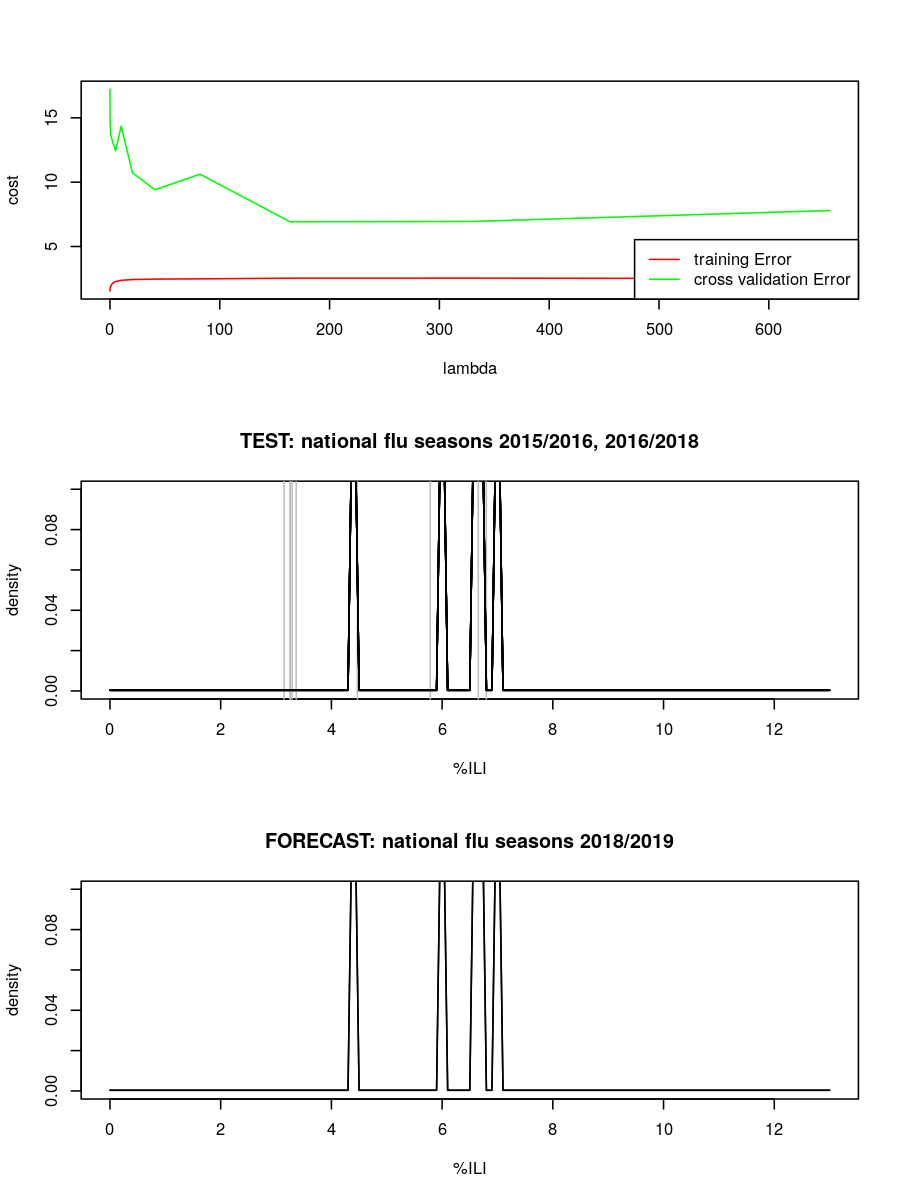 15
10
5
cost
training Error
cross validation Error
0 100 200 300 400 500 600
lambda
TEST: national flu seasons 2015/2016, 2016/2018
0.08
0.04
0.00
density
0 2 4 6 8 10 12
%ILI
FORECAST: national flu seasons 2018/2019
0.08
0.04
0.00
density
0 2 4 6 8 10 12
%ILI